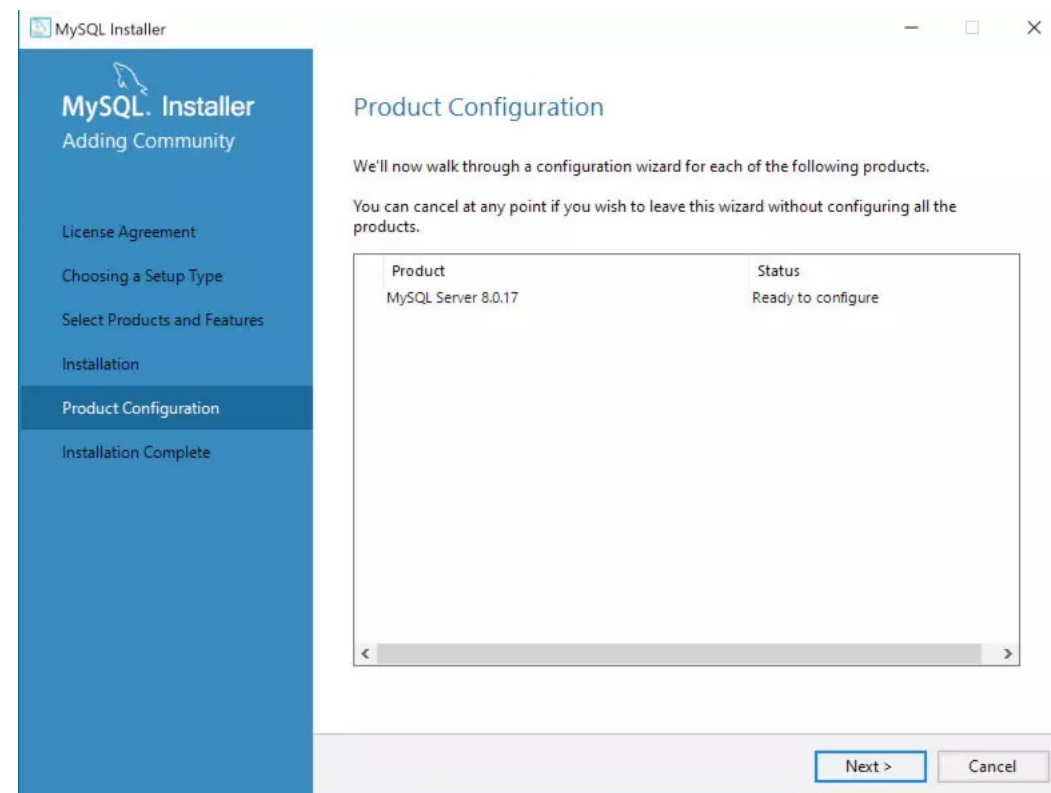 MySQL Installer
MySQL. Installer
Adding Community
License Agreement
Choosing a Setup Type
Select Products and Features
Installation
Product Configuration
Installation Complete
Product Configuration
We'll now walk through a configuration wizard for each of the following products.
You can cancel at any point if you wish to leave this wizard without configuring all the
products.
Product Status
MySQL Server 8.0.17 Ready to configure
Next > Cancel